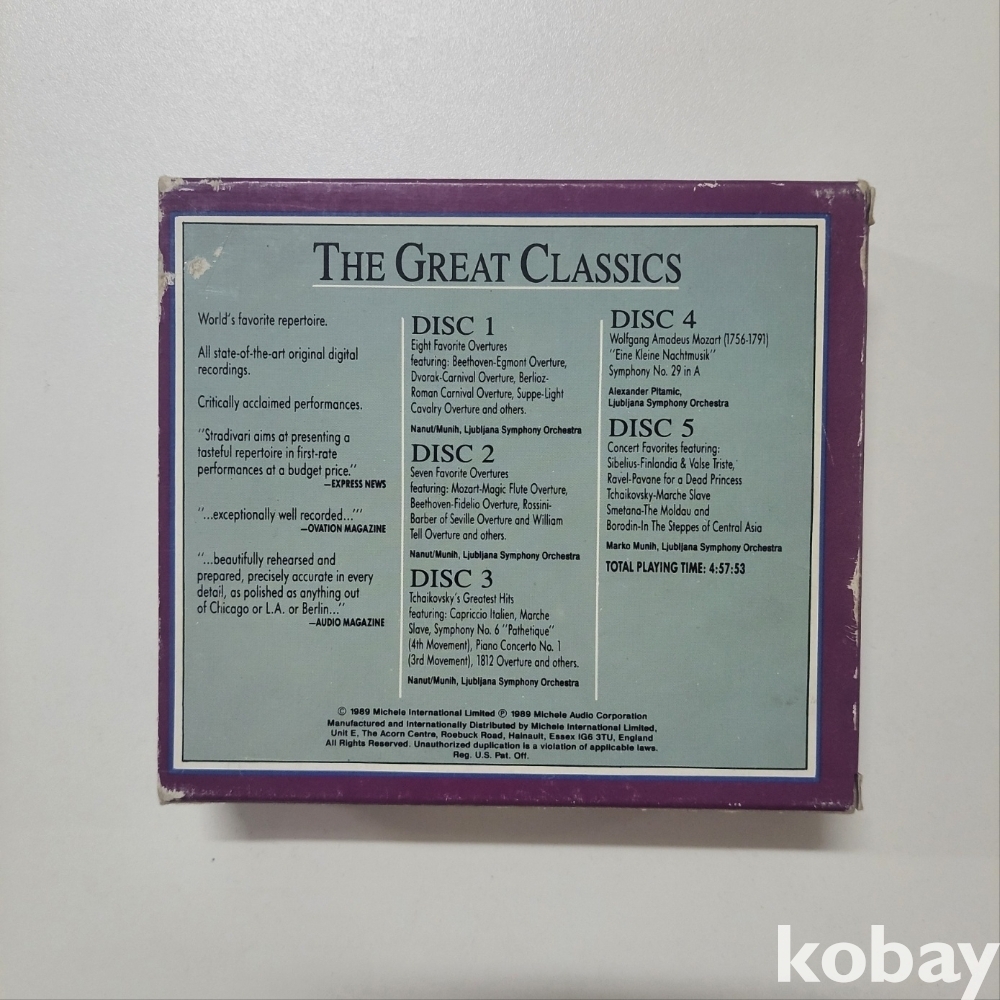 THE GREAT CLASSICS
World's favorite repertoire.
All state-of-the-art original digital
recordings.
Critically acclaimed performances.
"Stradivari aims at presenting a
tasteful repertoire in first-rate
performances at a budget price."
—EXPRESS NEWS
"...exceptionally well recorded..."'
—OVATION MAGAZINE
"...beautifully rehearsed and
prepared, precisely accurate in every
detail, as polished as anything out
of Chicago or L.A. or Berlin..."
—AUDIO MAGAZINE
DISC 1
Eight Favorite Overtures
featuring: Beethoven-Egmont Overture,
Dvorak-Carnival Overture, Berlioz-
Roman Carnival Overture, Suppe-Light
Cavalry Overture and others.
Nanut/Munih, Ljubljana Symphony Orchestra
DISC 2
Seven Favorite Overtures
featuring: Mozart-Magic Flute Overture,
Beethoven-Fidelio Overture, Rossini-
Barber of Seville Overture and William
Tell Overture and others.
Nanut/Munih, Ljubljana Symphony Orchestra
DISC 3
Tchaikovsky's Greatest Hits
featuring: Capriccio Italien, Marche
Slave, Symphony No. 6 "Pathetique"
(4th Movement), Piano Concerto No. 1
(3rd Movement), 1812 Overture and others.
Nanut/Munih, Ljubljana Symphony Orchestra
DISC 4
Wolfgang Amadeus Mozart (1756-1791)
"Eine Kleine Nachtmusik"
Symphony No. 29 in A
Alexander Pitamic,
Ljubljana Symphony Orchestra
DISC 5
Concert Favorites featuring:
Sibelius-Finlandia & Valse Triste,
Ravel-Pavane for a Dead Princess
Tchaikovsky-Marche Slave
Smetana-The Moldau and
Borodin-In The Steppes of Central Asia
Marko Munih, Ljubljana Symphony Orchestra
TOTAL PLAYING TIME: 4:57:53
© 1989 Michele International Limited ℗ 1989 Michele Audio Corporation
Manufactured and Internationally Distributed by Michele International Limited,
Unit E, The Acorn Centre, Roebuck Road, Hainault, Essex IG6 3TU, England
All Rights Reserved. Unauthorized duplication is a violation of applicable laws.
Reg. U.S. Pat. Off.
kobay